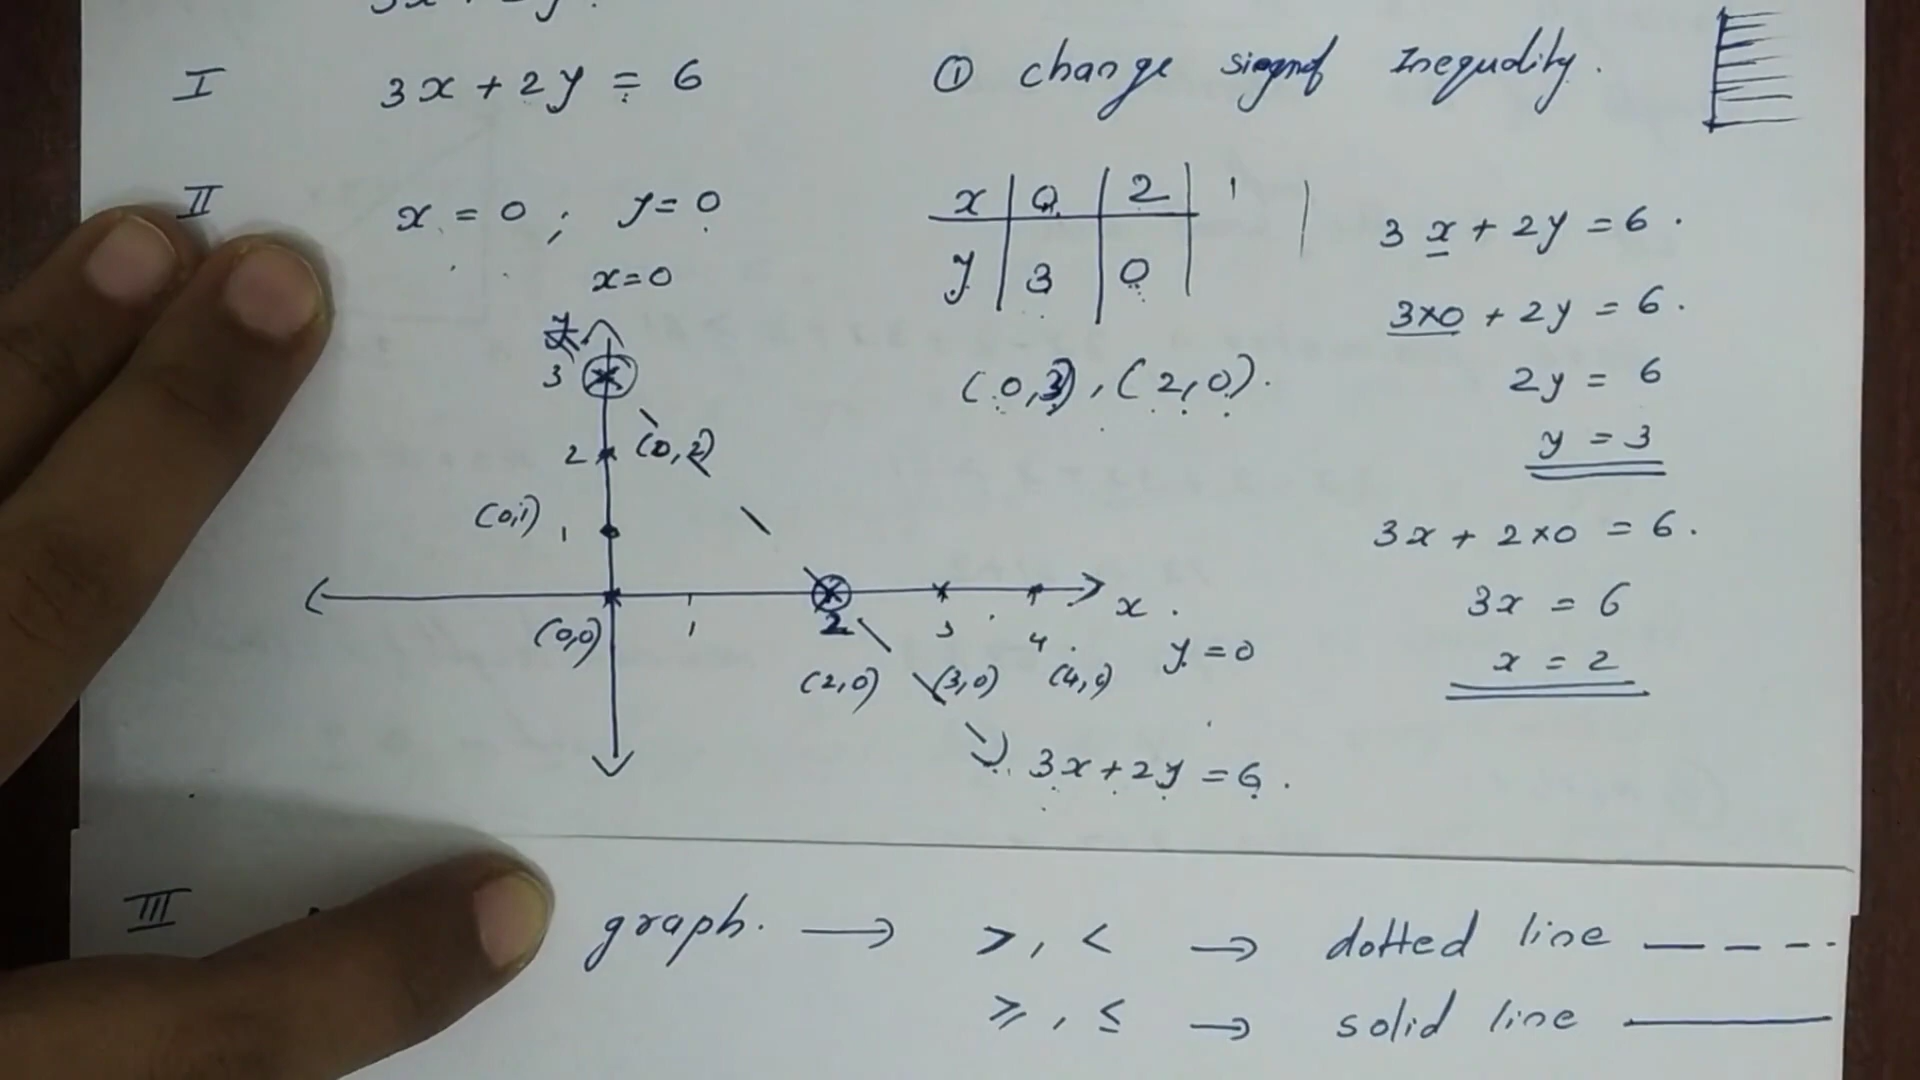 I 3x + 2y = 6 ① change sign of Inequality.
II x = 0 ; y = 0
x | 0 | 2 | 1
y | 3 | 0
(0,3), (2,0).
3x + 2y = 6.
3×0 + 2y = 6.
2y = 6
y = 3
3x + 2×0 = 6.
3x = 6
x = 2
x=0
y
3
2 (0,2)
(0,1) 1
(0,0) 1 2 3 4 x.
(2,0) (3,0) y = 0
3x + 2y = 6.
III graph. → >, < → dotted line
≥, ≤ → solid line